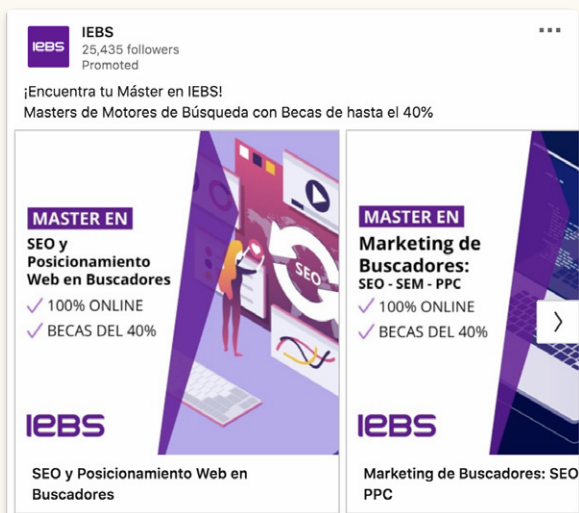 IEBS
IEBS
25,435 followers
Promoted
¡Encuentra tu Máster en IEBS!
Masters de Motores de Búsqueda con Becas de hasta el 40%
MASTER EN
SEO y
Posicionamiento
Web en Buscadores
✓ 100% ONLINE
✓ BECAS DEL 40%
SEO
IEBS
SEO y Posicionamiento Web en
Buscadores
MASTER EN
Marketing de
Buscadores:
SEO - SEM - PPC
✓ 100% ONLINE
✓ BECAS DEL 40%
IEBS
Marketing de Buscadores: SEO
PPC